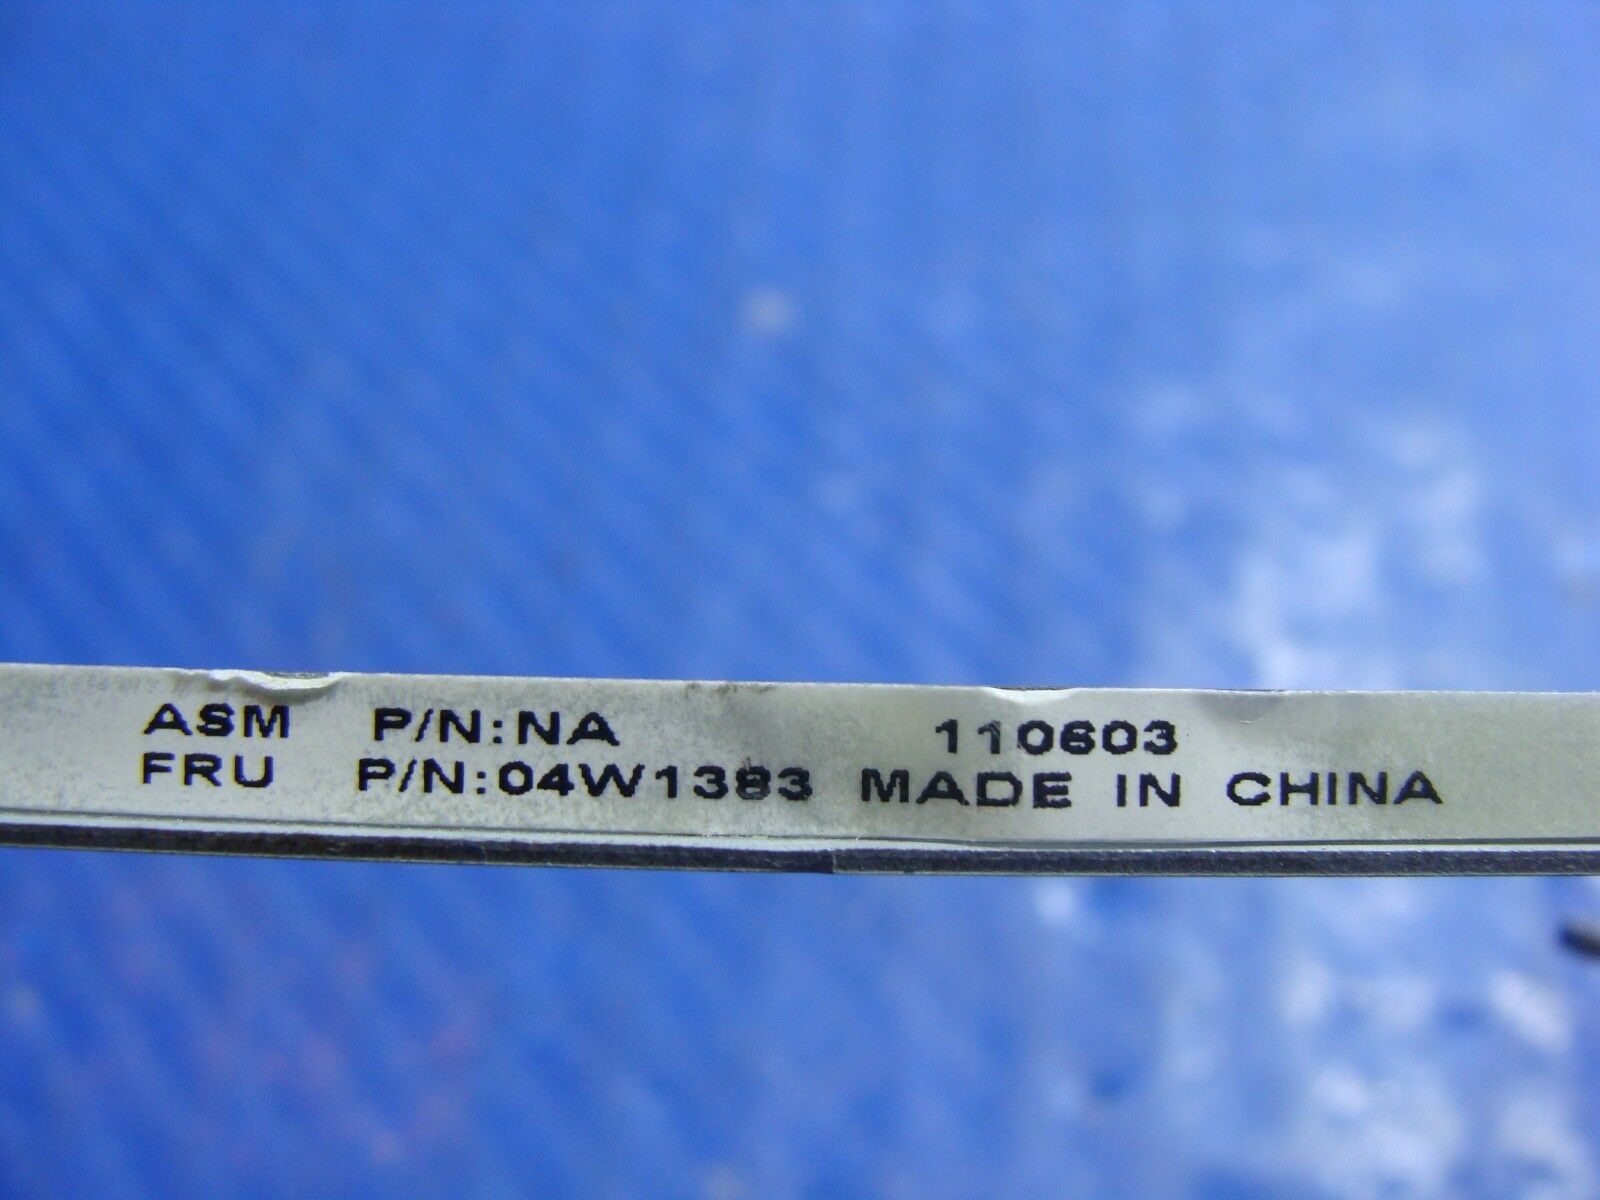 ASM P/N:NA 110603
FRU P/N:04W1383 MADE IN CHINA